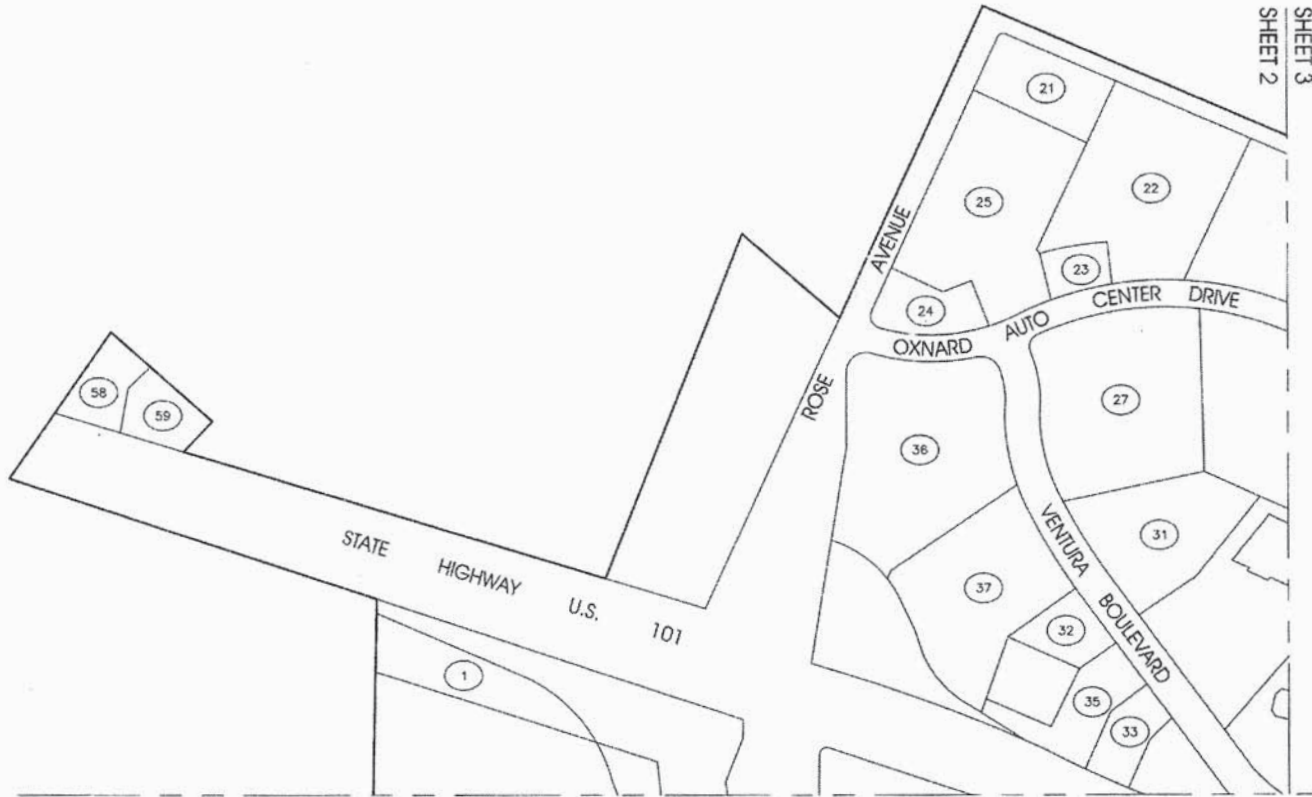 SHEET 3
SHEET 2
21
22
25
AVENUE
23
24
CENTER DRIVE
AUTO
OXNARD
ROSE
58
59
27
36
STATE HIGHWAY U.S. 101
VENTURA BOULEVARD
31
37
32
1
35
33